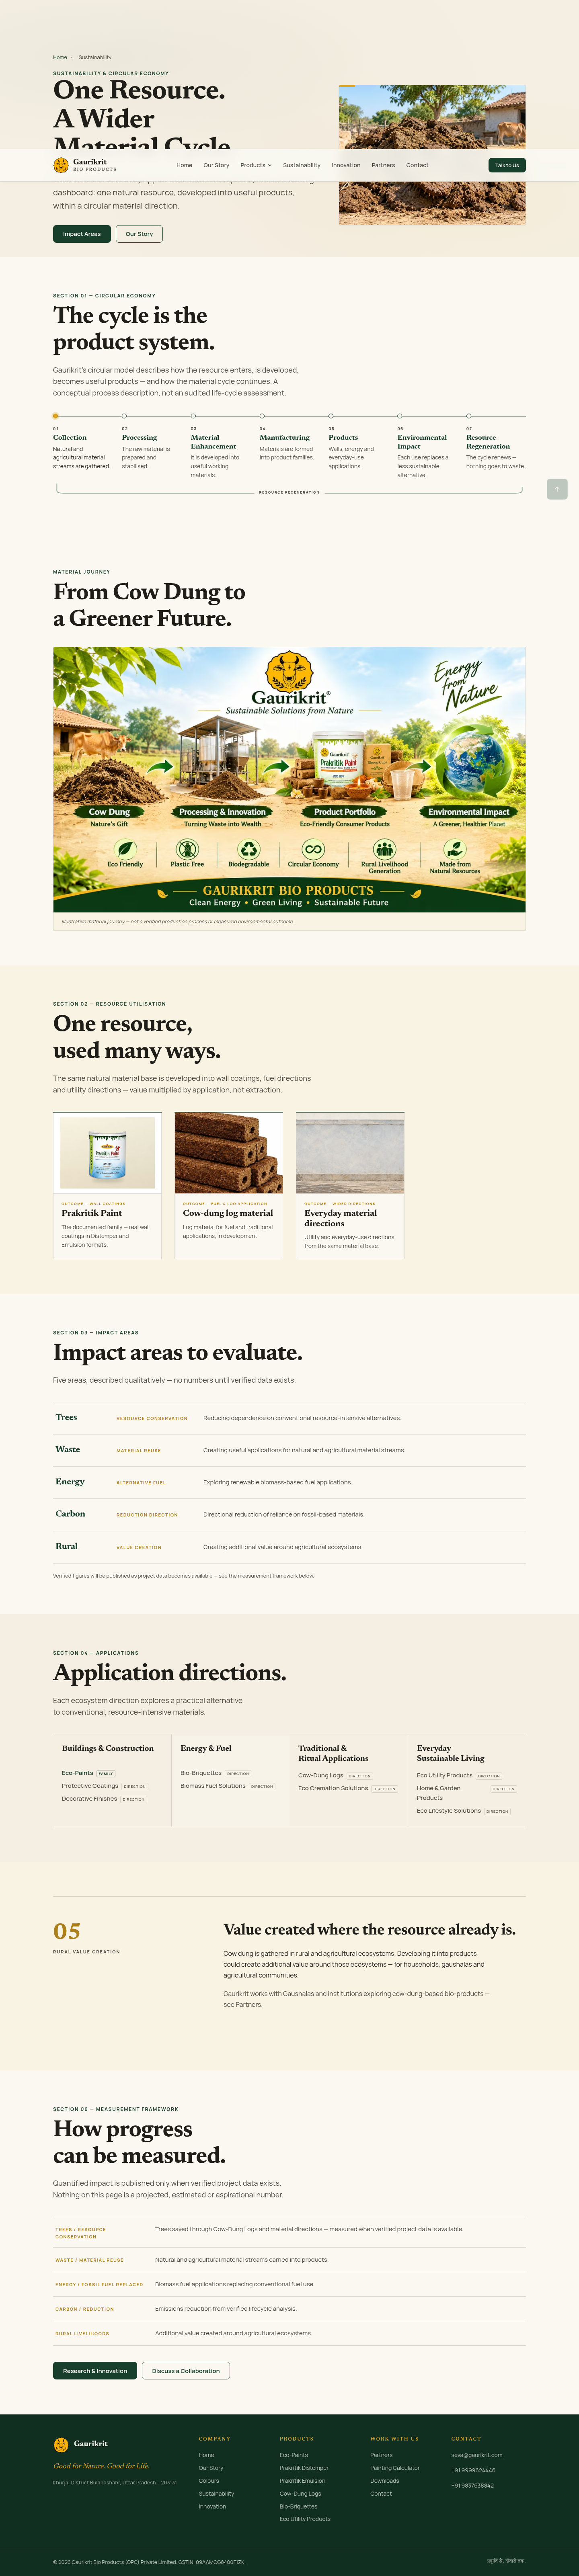 Home › Sustainability
SUSTAINABILITY & CIRCULAR ECONOMY
One Resource.
A Wider
Material Cycle
Gaurikrit
BIO PRODUCTS
Home
Our Story
Products
Sustainability
Innovation
Partners
Contact
Talk to Us
dashboard: one natural resource, developed into useful products,
within a circular material direction.
Impact Areas
Our Story
SECTION 01 — CIRCULAR ECONOMY
The cycle is the
product system.
Gaurikrit's circular model describes how the resource enters, is developed,
becomes useful products — and how the material cycle continues. A
conceptual process description, not an audited life-cycle assessment.
01
Collection
Natural and
agricultural material
streams are gathered.
02
Processing
The raw material is
prepared and
stabilised.
03
Material
Enhancement
It is developed into
useful working
materials.
04
Manufacturing
Materials are formed
into product families.
05
Products
Walls, energy and
everyday-use
applications.
06
Environmental
Impact
Each use replaces a
less sustainable
alternative.
07
Resource
Regeneration
The cycle renews —
nothing goes to waste.
RESOURCE REGENERATION
MATERIAL JOURNEY
From Cow Dung to
a Greener Future.
Gaurikrit®
Sustainable Solutions from Nature
Energy
from
Nature
Gaurikrit
Prakritik Paint
Cow Dung
Nature's Gift
Processing & Innovation
Turning Waste into Wealth
Product Portfolio
Eco-Friendly Consumer Products
Environmental Impact
A Greener, Healthier Planet
Eco Friendly
Plastic Free
Biodegradable
Circular Economy
Rural Livelihood
Generation
Made from
Natural Resources
GAURIKRIT BIO PRODUCTS
Clean Energy • Green Living • Sustainable Future
Illustrative material journey — not a verified production process or measured environmental outcome.
SECTION 02 — RESOURCE UTILISATION
One resource,
used many ways.
The same natural material base is developed into wall coatings, fuel directions
and utility directions — value multiplied by application, not extraction.
Prakritik Paint
OUTCOME — WALL COATINGS
Prakritik Paint
The documented family — real wall
coatings in Distemper and
Emulsion formats.
OUTCOME — FUEL & LOG APPLICATION
Cow-dung log material
Log material for fuel and traditional
applications, in development.
OUTCOME — WIDER DIRECTIONS
Everyday material
directions
Utility and everyday-use directions
from the same material base.
SECTION 03 — IMPACT AREAS
Impact areas to evaluate.
Five areas, described qualitatively — no numbers until verified data exists.
Trees
RESOURCE CONSERVATION
Reducing dependence on conventional resource-intensive alternatives.
Waste
MATERIAL REUSE
Creating useful applications for natural and agricultural material streams.
Energy
ALTERNATIVE FUEL
Exploring renewable biomass-based fuel applications.
Carbon
REDUCTION DIRECTION
Directional reduction of reliance on fossil-based materials.
Rural
VALUE CREATION
Creating additional value around agricultural ecosystems.
Verified figures will be published as project data becomes available — see the measurement framework below.
SECTION 04 — APPLICATIONS
Application directions.
Each ecosystem direction explores a practical alternative
to conventional, resource-intensive materials.
Buildings & Construction
Eco-Paints FAMILY
Protective Coatings DIRECTION
Decorative Finishes DIRECTION
Energy & Fuel
Bio-Briquettes DIRECTION
Biomass Fuel Solutions DIRECTION
Traditional &
Ritual Applications
Cow-Dung Logs DIRECTION
Eco Cremation Solutions DIRECTION
Everyday
Sustainable Living
Eco Utility Products DIRECTION
Home & Garden DIRECTION
Products
Eco Lifestyle Solutions DIRECTION
05
RURAL VALUE CREATION
Value created where the resource already is.
Cow dung is gathered in rural and agricultural ecosystems. Developing it into products
could create additional value around those ecosystems — for households, gaushalas and
agricultural communities.
Gaurikrit works with Gaushalas and institutions exploring cow-dung-based bio-products —
see Partners.
SECTION 06 — MEASUREMENT FRAMEWORK
How progress
can be measured.
Quantified impact is published only when verified project data exists.
Nothing on this page is a projected, estimated or aspirational number.
TREES / RESOURCE
CONSERVATION
Trees saved through Cow-Dung Logs and material directions — measured when verified project data is available.
WASTE / MATERIAL REUSE
Natural and agricultural material streams carried into products.
ENERGY / FOSSIL FUEL REPLACED
Biomass fuel applications replacing conventional fuel use.
CARBON / REDUCTION
Emissions reduction from verified lifecycle analysis.
RURAL LIVELIHOODS
Additional value created around agricultural ecosystems.
Research & Innovation
Discuss a Collaboration
Gaurikrit
Good for Nature. Good for Life.
Khurja, District Bulandshahr, Uttar Pradesh – 203131
COMPANY
Home
Our Story
Colours
Sustainability
Innovation
PRODUCTS
Eco-Paints
Prakritik Distemper
Prakritik Emulsion
Cow-Dung Logs
Bio-Briquettes
Eco Utility Products
WORK WITH US
Partners
Painting Calculator
Downloads
Contact
CONTACT
seva@gaurikrit.com
+91 9999624446
+91 9837638842
© 2026 Gaurikrit Bio Products (OPC) Private Limited. GSTIN: 09AAMCG8400F1ZK.
प्रकृति से, दीवारों तक.